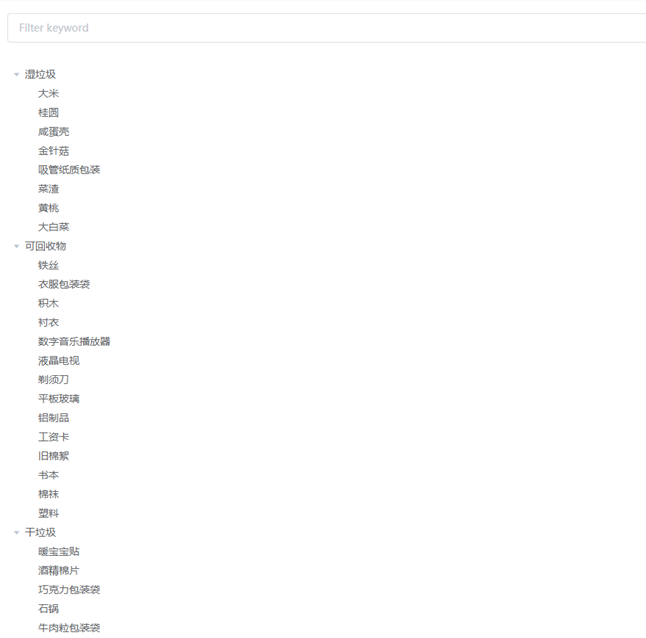 Filter keyword
湿垃圾
大米
桂圆
咸蛋壳
金针菇
吸管纸质包装
菜渣
黄桃
大白菜
可回收物
铁丝
衣服包装袋
积木
衬衣
数字音乐播放器
液晶电视
剃须刀
平板玻璃
铝制品
工资卡
旧棉絮
书本
棉袜
塑料
干垃圾
暖宝宝贴
酒精棉片
巧克力包装袋
石锅
牛肉粒包装袋